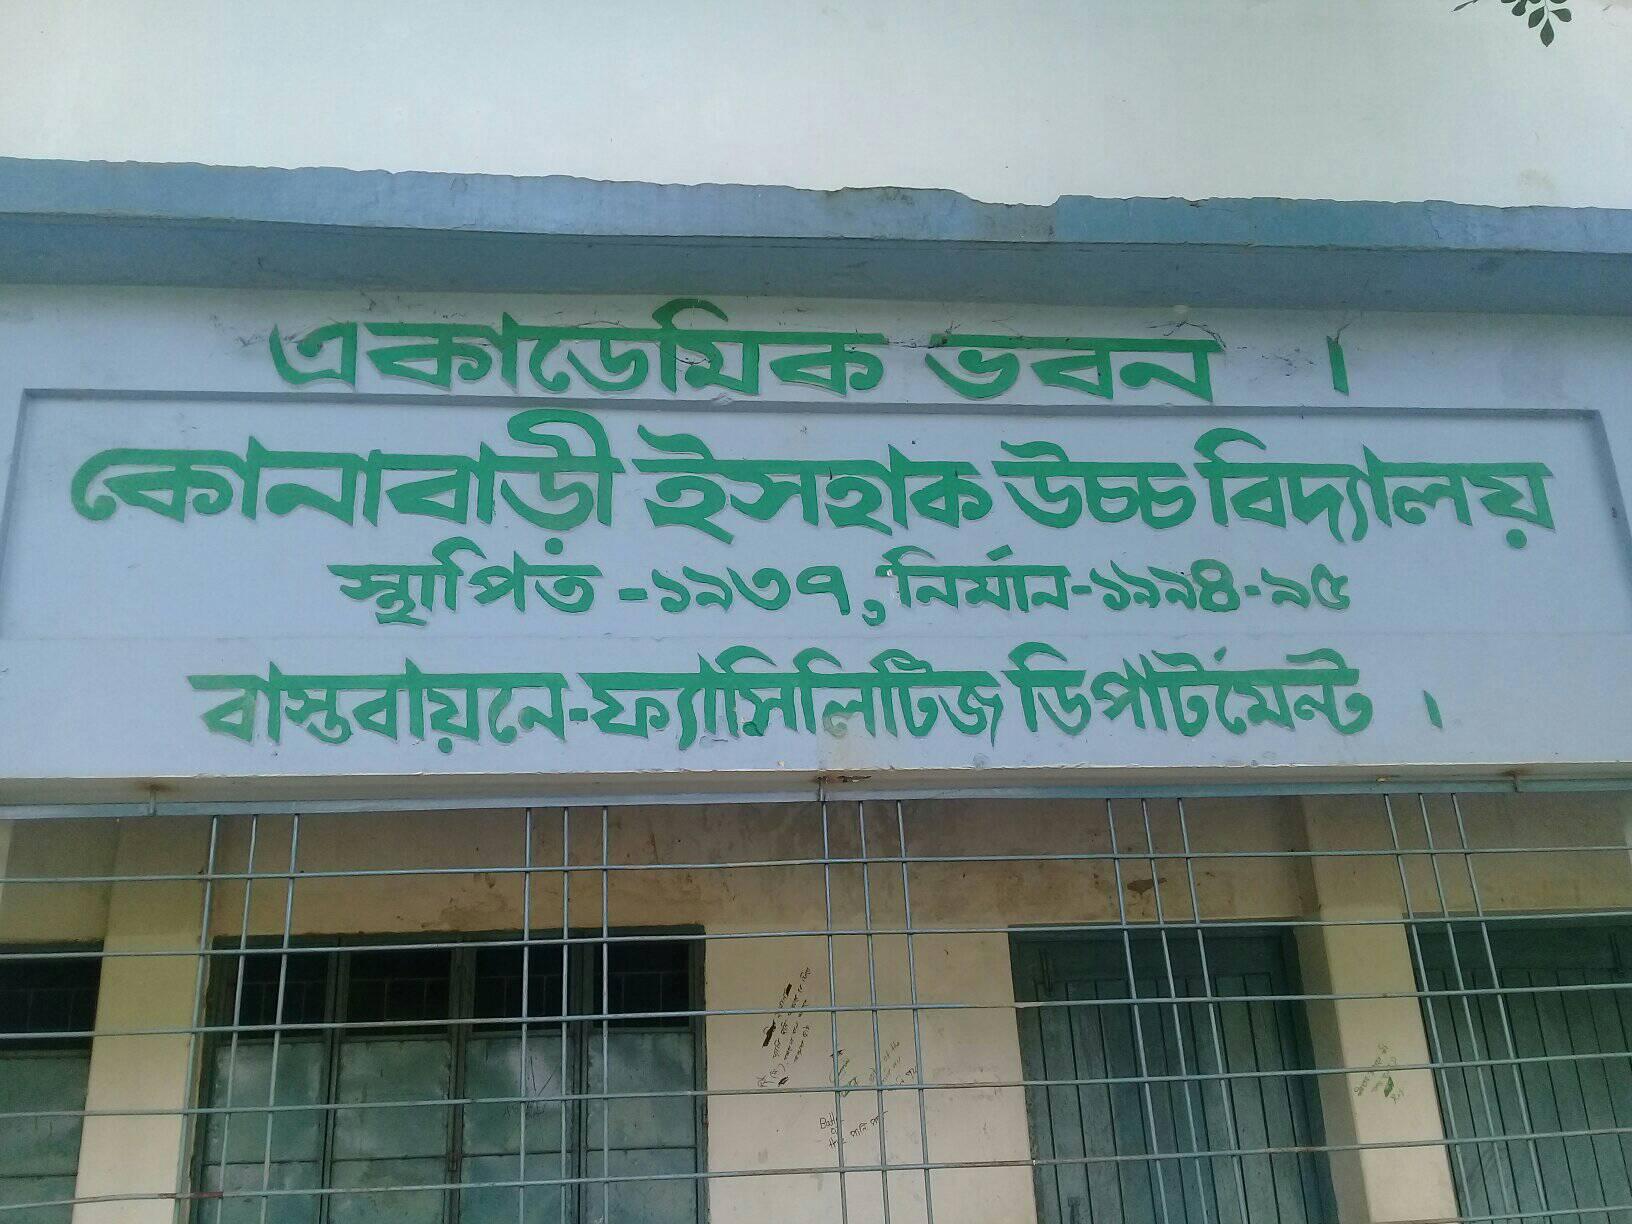 একাডেমিক ভবন ।
কোনাবাড়ী ইসহাক উচ্চ বিদ্যালয়
স্থাপিত -১৯৩৭, নির্মান-১৯৯৪-৯৫
বাস্তবায়নে-ফ্যাসিলিটিজ ডিপার্টমেন্ট ।